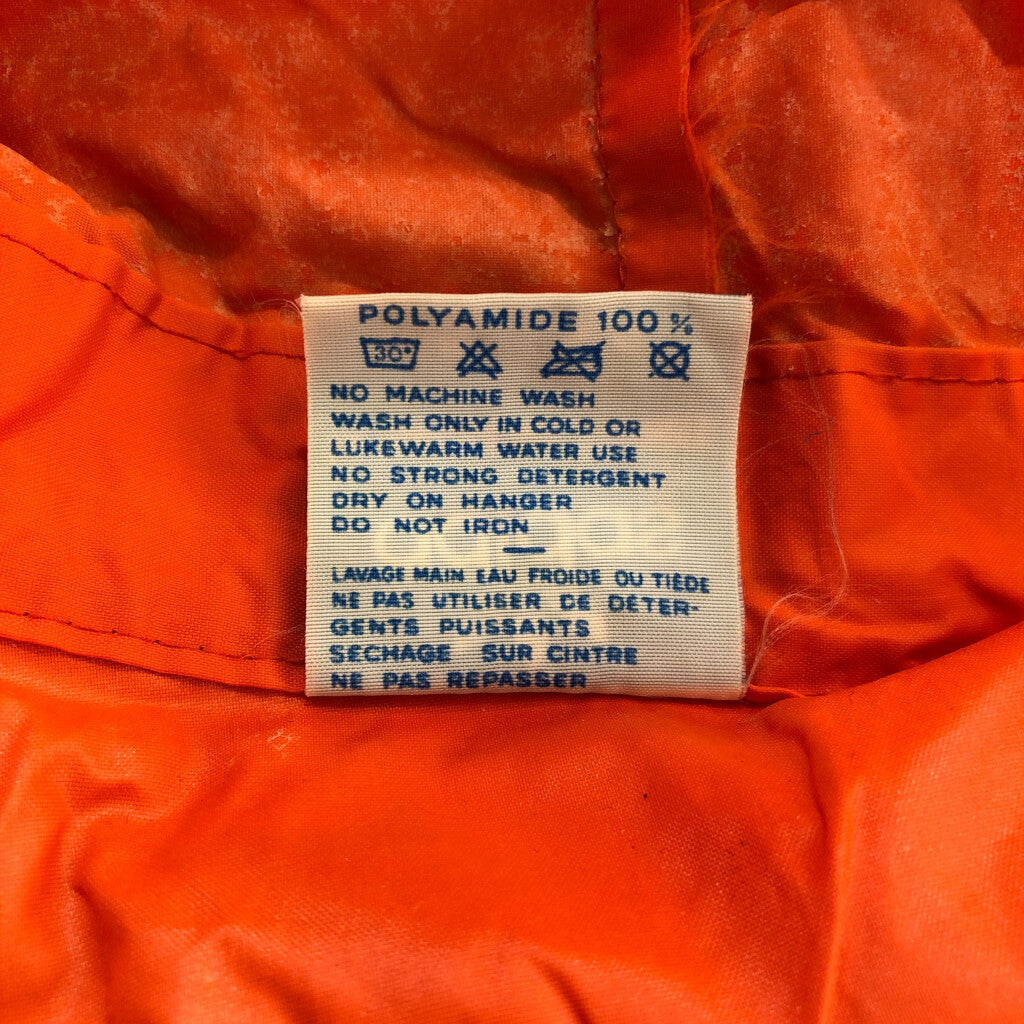 POLYAMIDE 100 %
30°
NO MACHINE WASH
WASH ONLY IN COLD OR
LUKEWARM WATER USE
NO STRONG DETERGENT
DRY ON HANGER
DO NOT IRON
LAVAGE MAIN EAU FROIDE OU TIÈDE
NE PAS UTILISER DE DÉTER-
GENTS PUISSANTS
SECHAGE SUR CINTRE
NE PAS REPASSER